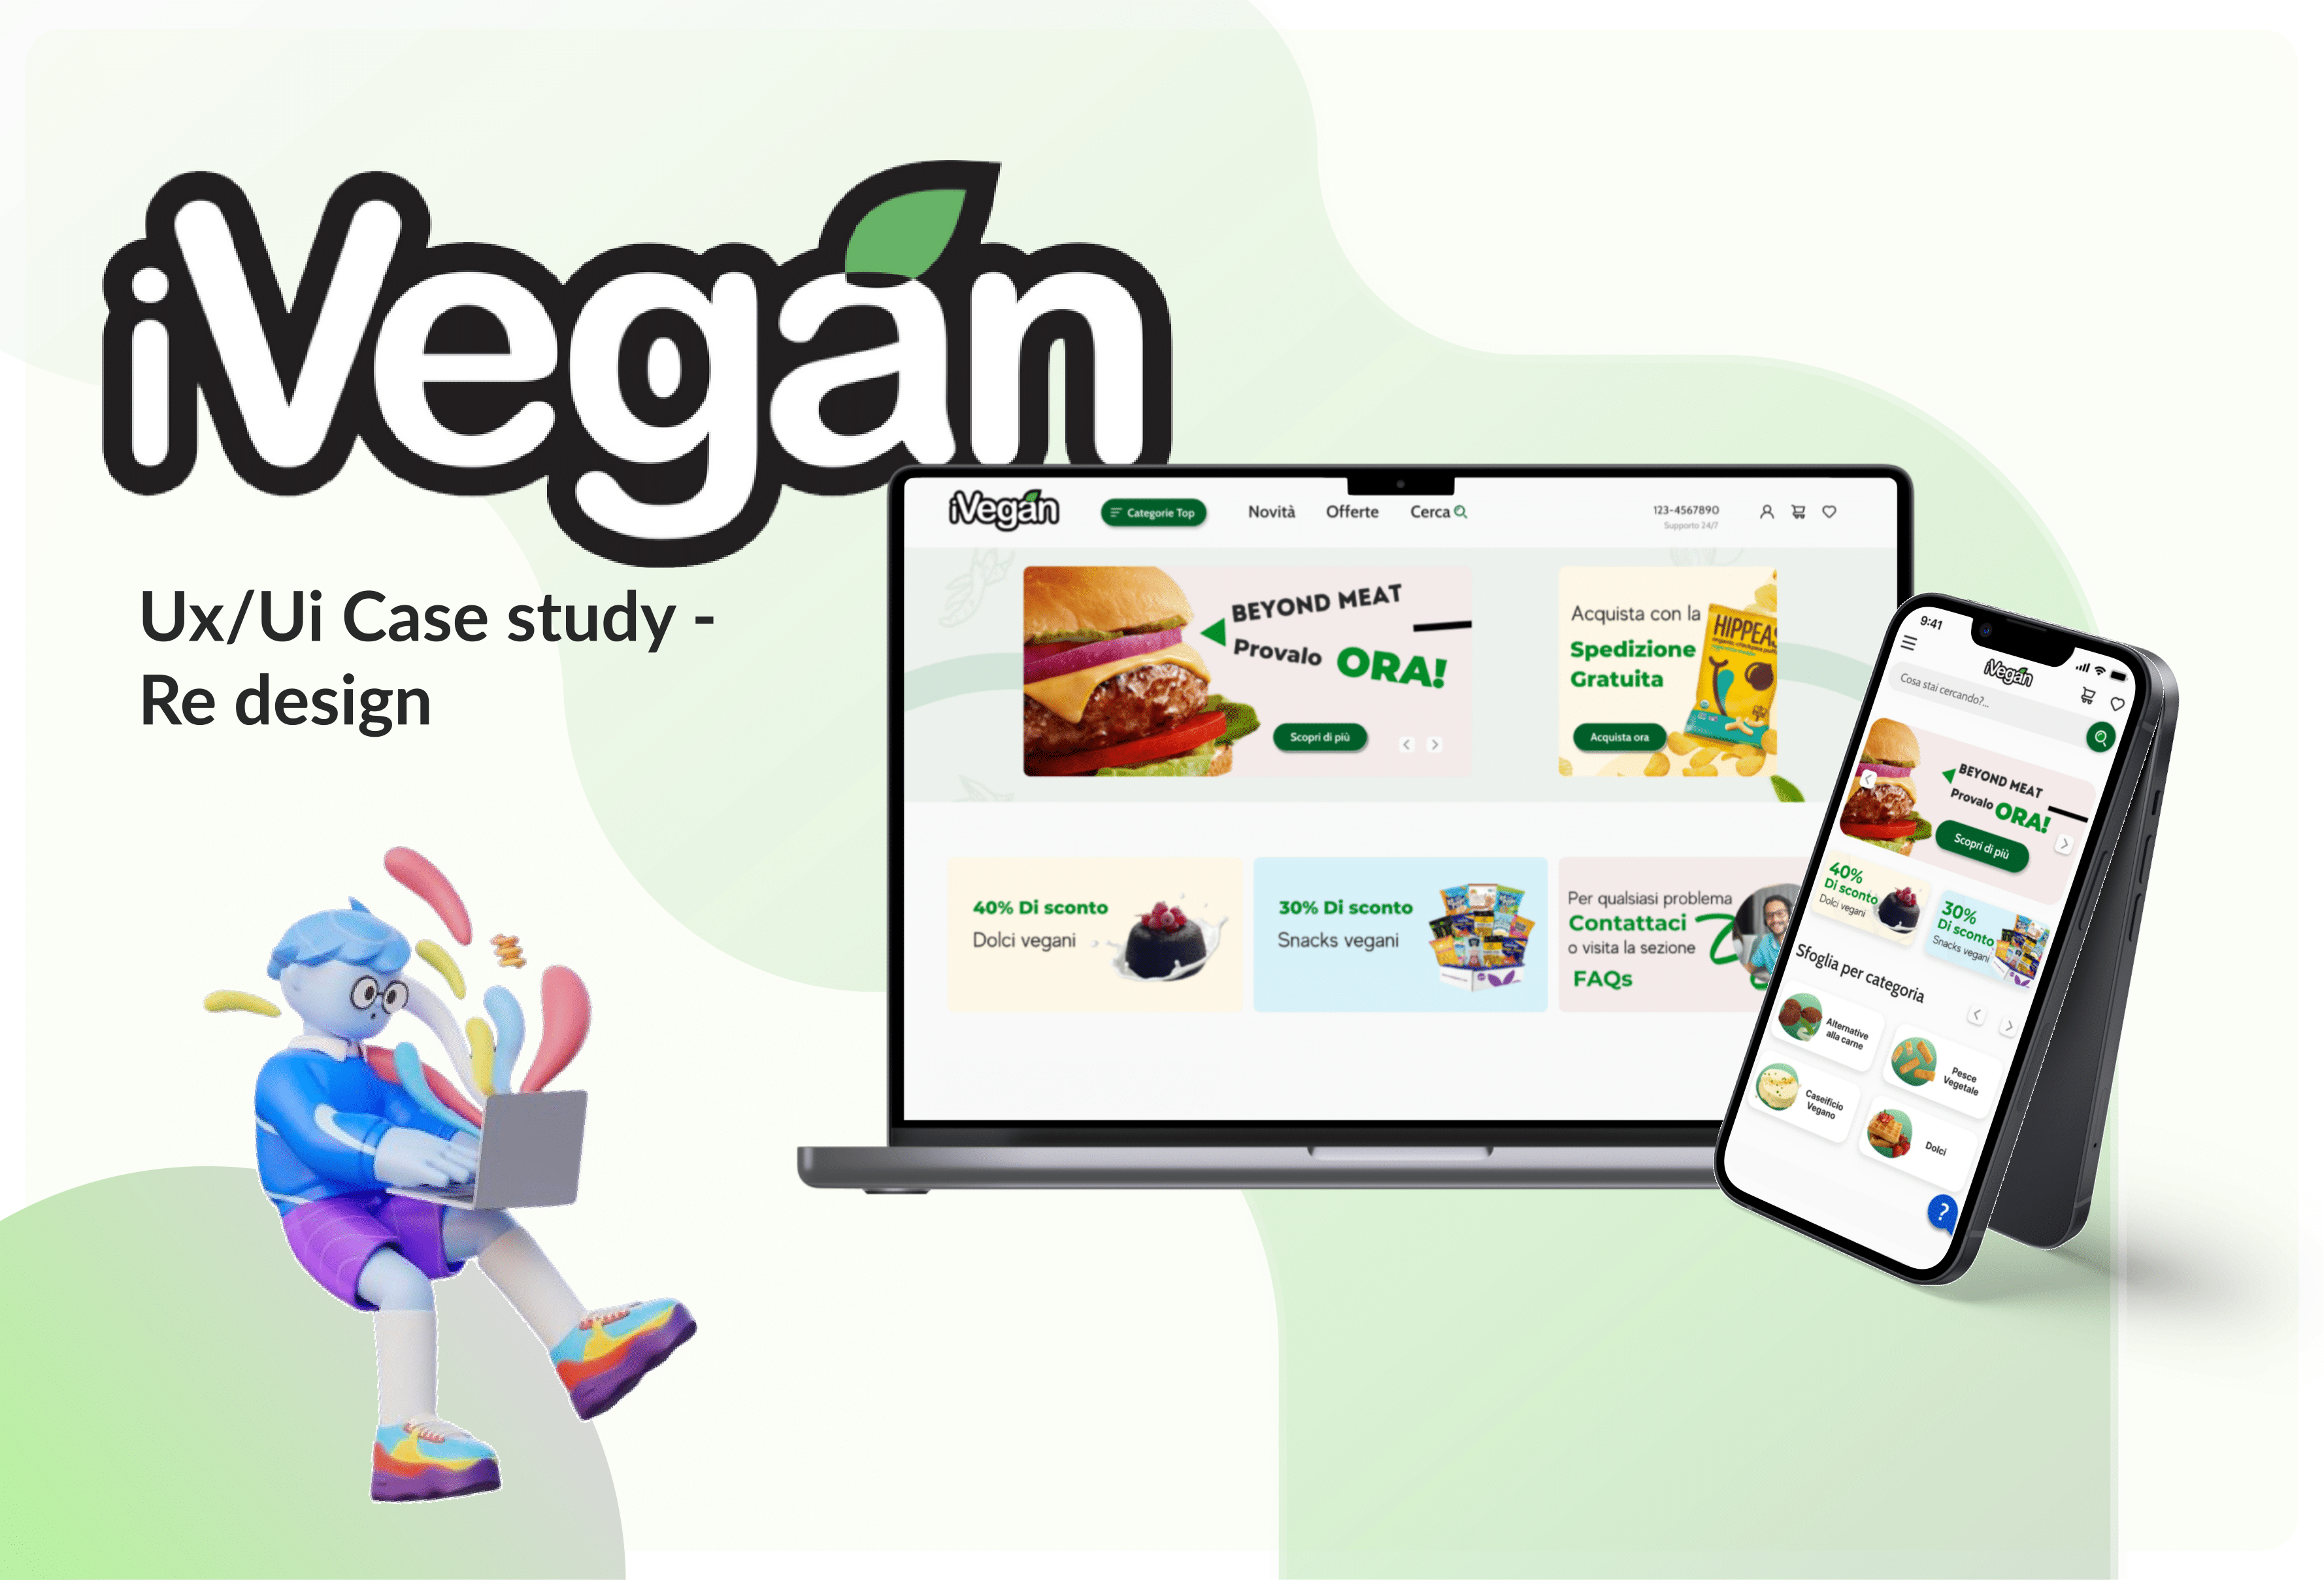 iVegan
Ux/Ui Case study -
Re design
iVegan
Categorie Top
Novità
Offerte
Cerca
123-4567890
Supporto 24/7
BEYOND MEAT
Provalo ORA!
Scopri di più
Acquista con la
Spedizione
Gratuita
Acquista ora
HIPPEAS
40% Di sconto
Dolci vegani
30% Di sconto
Snacks vegani
Per qualsiasi problema
Contattaci
o visita la sezione
FAQs
9:41
iVegan
Cosa stai cercando?...
BEYOND MEAT
Provalo ORA!
Scopri di più
40%
Di sconto
Dolci vegani
30%
Di sconto
Snacks vegani
Sfoglia per categoria
Alternative
alla carne
Pesce
Vegetale
Caseificio
Vegano
Dolci
?